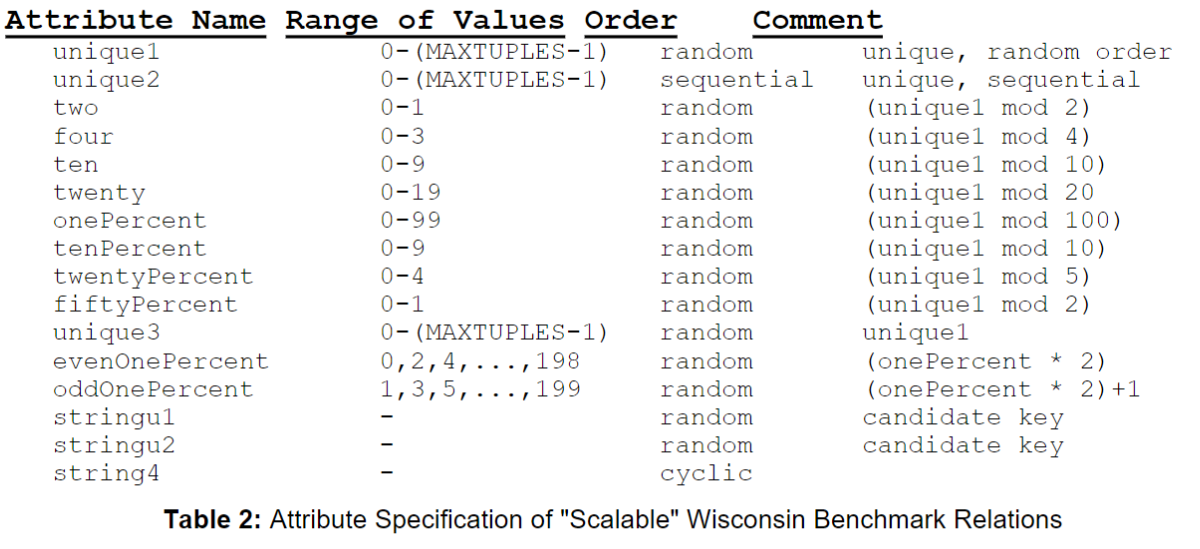 Attribute Name Range of Values Order Comment
unique1 0-(MAXTUPLES-1) random unique, random order
unique2 0-(MAXTUPLES-1) sequential unique, sequential
two 0-1 random (unique1 mod 2)
four 0-3 random (unique1 mod 4)
ten 0-9 random (unique1 mod 10)
twenty 0-19 random (unique1 mod 20
onePercent 0-99 random (unique1 mod 100)
tenPercent 0-9 random (unique1 mod 10)
twentyPercent 0-4 random (unique1 mod 5)
fiftyPercent 0-1 random (unique1 mod 2)
unique3 0-(MAXTUPLES-1) random unique1
evenOnePercent 0,2,4,...,198 random (onePercent * 2)
oddOnePercent 1,3,5,...,199 random (onePercent * 2)+1
stringu1 - random candidate key
stringu2 - random candidate key
string4 - cyclic
Table 2: Attribute Specification of "Scalable" Wisconsin Benchmark Relations